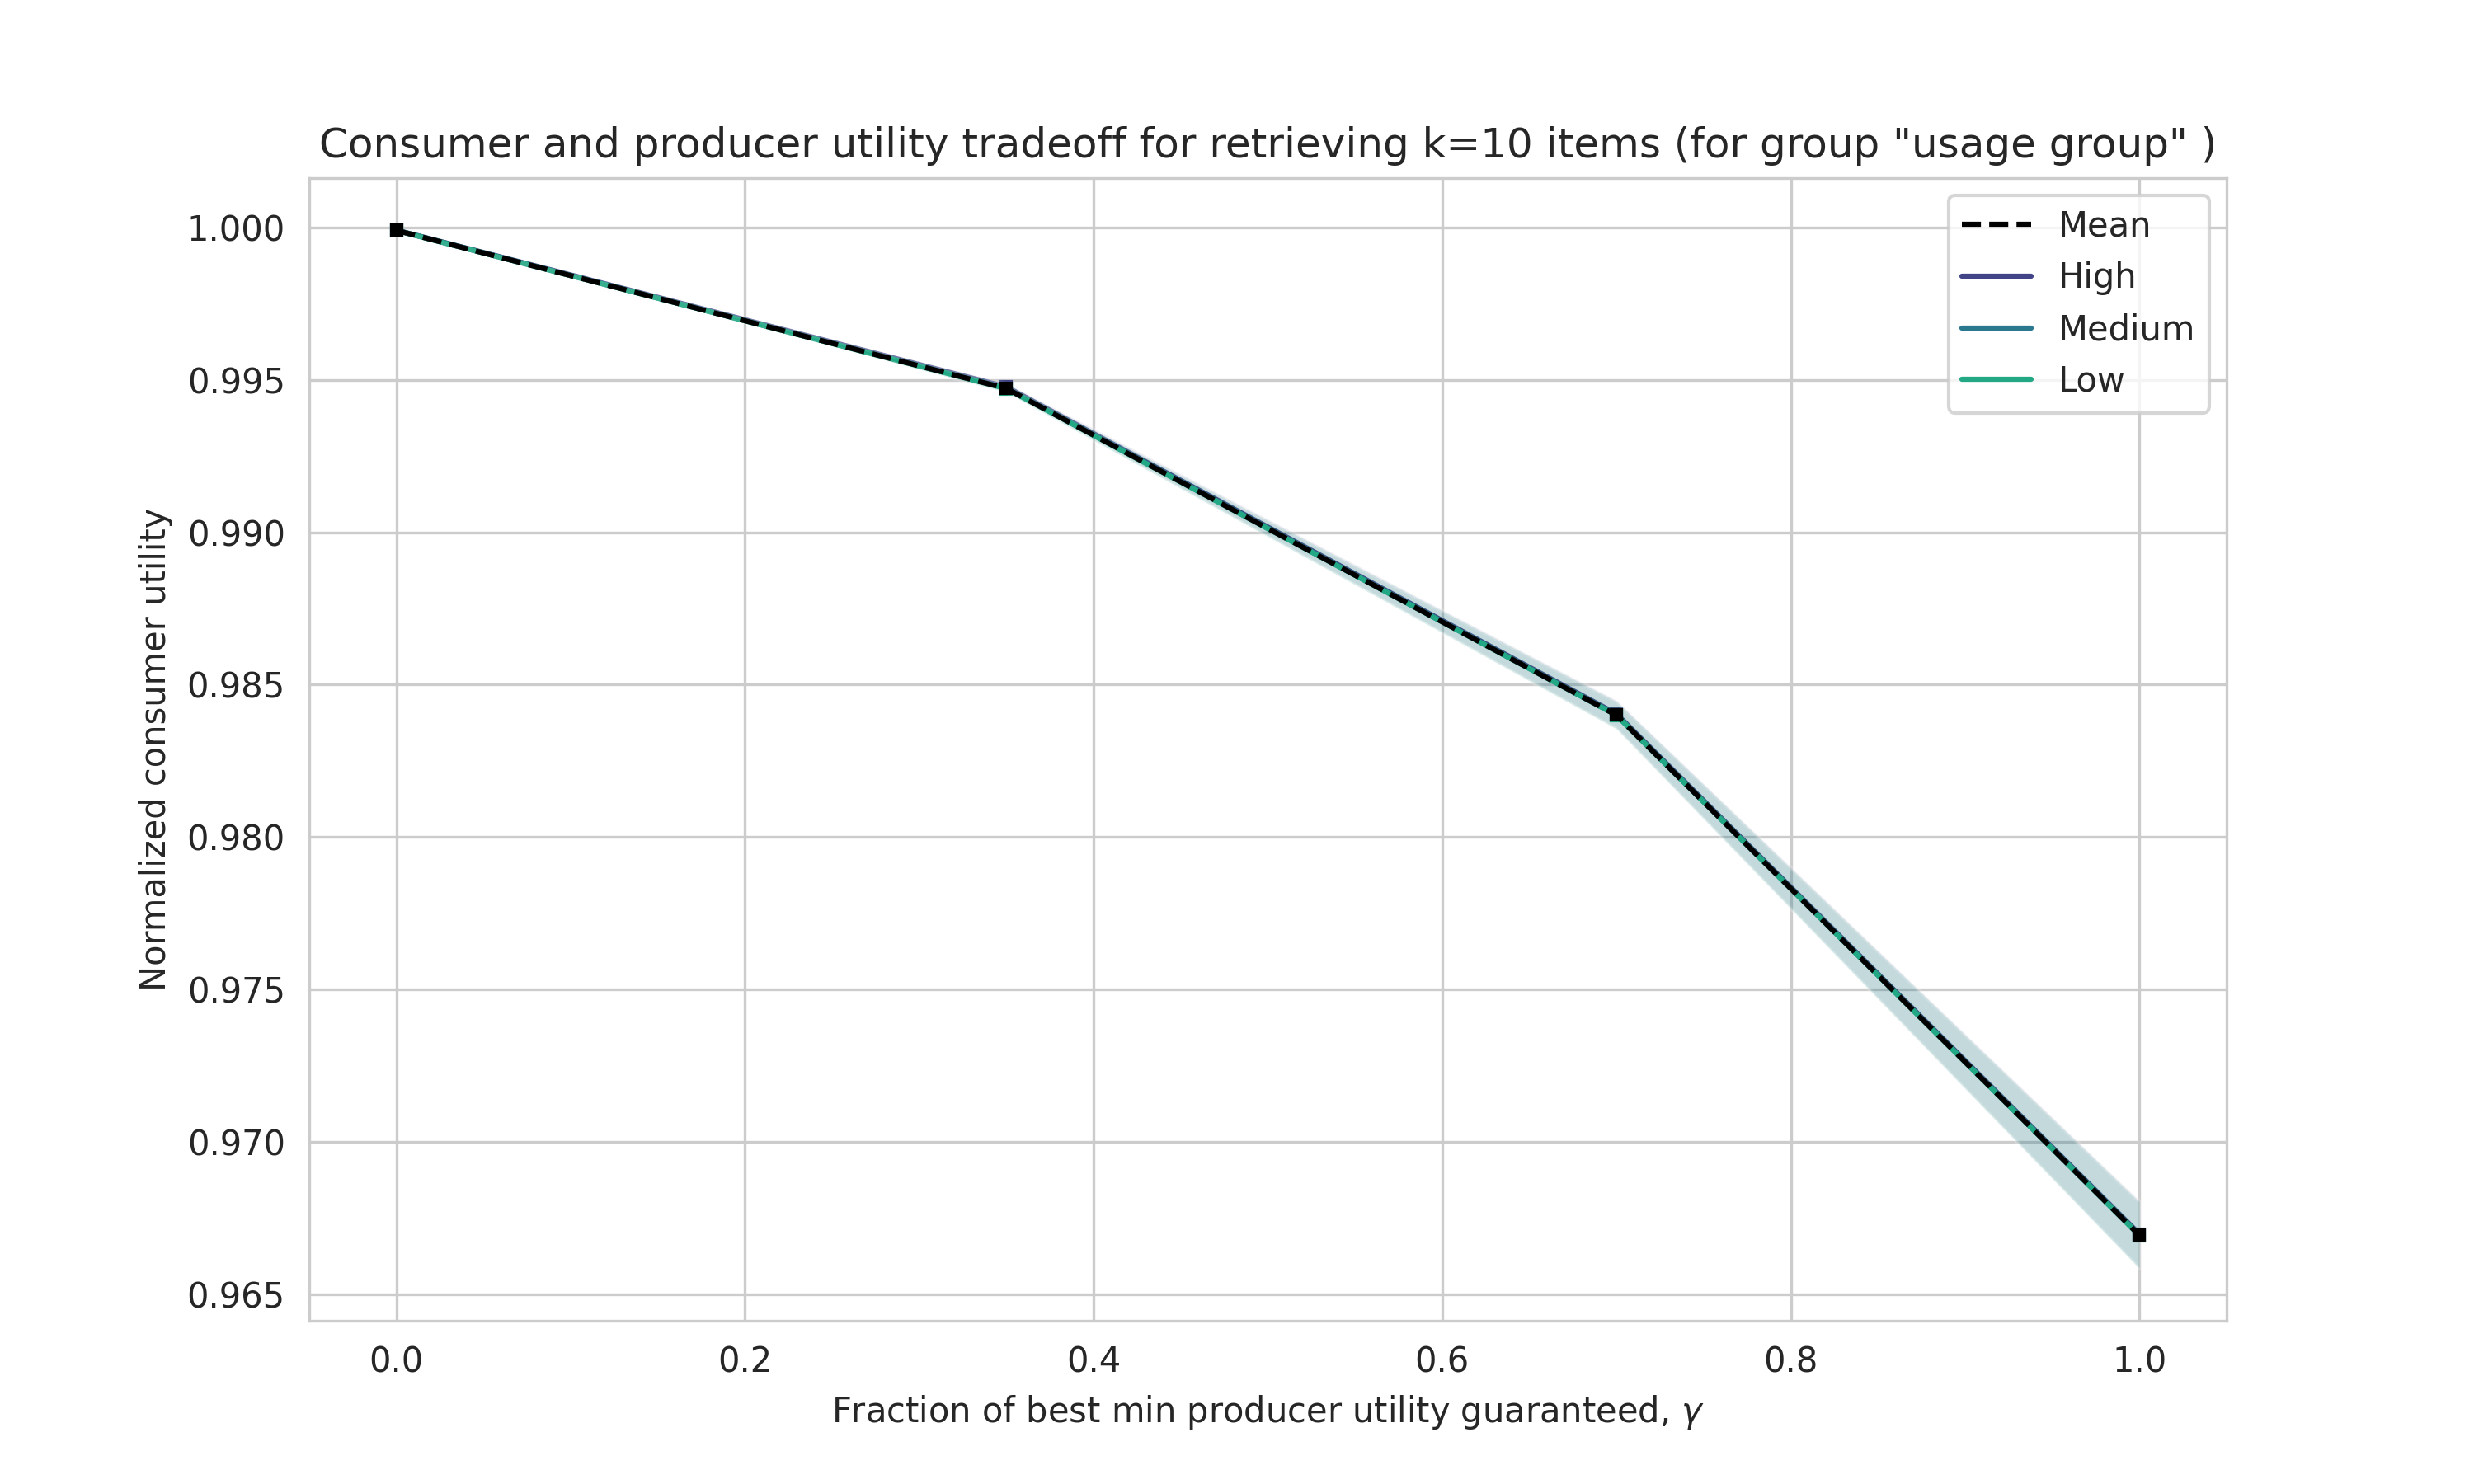 Consumer and producer utility tradeoff for retrieving k=10 items (for group "usage group" )
Mean
High
Medium
Low
Normalized consumer utility
1.000
0.995
0.990
0.985
0.980
0.975
0.970
0.965
0.0 0.2 0.4 0.6 0.8 1.0
Fraction of best min producer utility guaranteed, γ